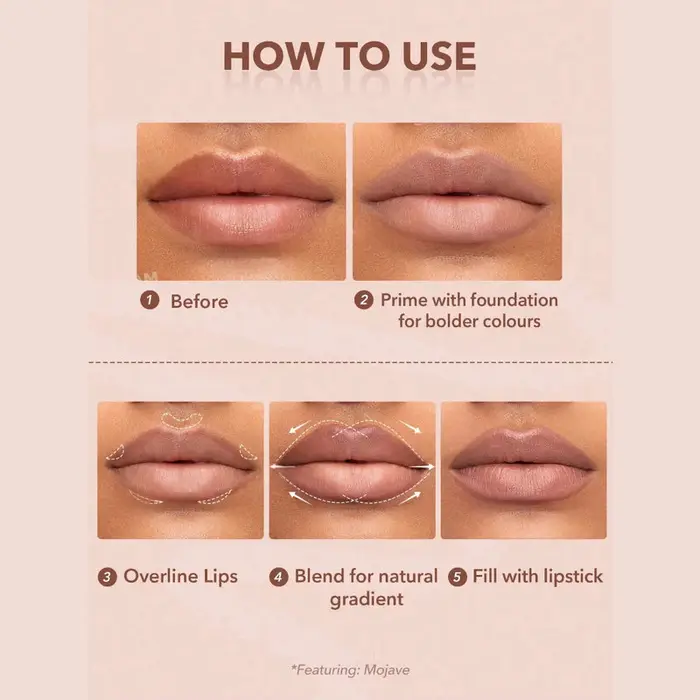 HOW TO USE
1 Before
2 Prime with foundation
for bolder colours
3 Overline Lips
4 Blend for natural
gradient
5 Fill with lipstick
*Featuring: Mojave